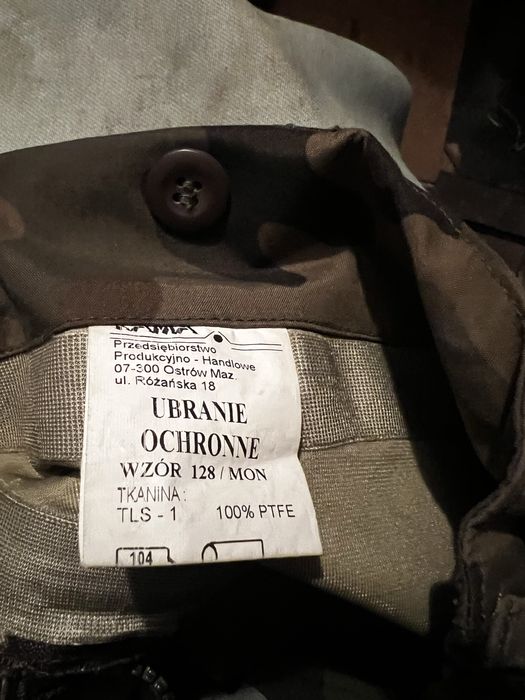 KAMA
Przedsiębiorstwo
Produkcyjno - Handlowe
07-300 Ostrów Maz.
ul. Różańska 18
UBRANIE
OCHRONNE
WZÓR 128 / MON
TKANINA :
TLS - 1 100% PTFE
104